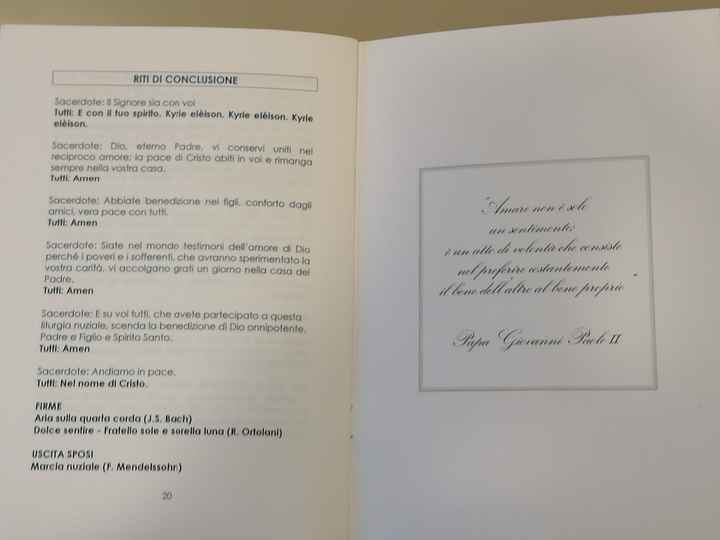 RITI DI CONCLUSIONE
Sacerdote: Il Signore sia con voi
Tutti: E con il tuo spirito. Kyrie elèison. Kyrie elèison. Kyrie
elèison.
Sacerdote: Dio, eterno Padre, vi conservi uniti nel
reciproco amore; la pace di Cristo abiti in voi e rimanga
sempre nella vostra casa.
Tutti: Amen
Sacerdote: Abbiate benedizione nei figli, conforto dagli
amici, vera pace con tutti.
Tutti: Amen
Sacerdote: Siate nel mondo testimoni dell'amore di Dio
perché i poveri e i sofferenti, che avranno sperimentato la
vostra carità, vi accolgano grati un giorno nella casa del
Padre.
Tutti: Amen
Sacerdote: E su voi tutti, che avete partecipato a questa
liturgia nuziale, scenda la benedizione di Dio onnipotente,
Padre e Figlio e Spirito Santo.
Tutti: Amen
Sacerdote: Andiamo in pace.
Tutti: Nel nome di Cristo.
FIRME
Aria sulla quarta corda (J.S. Bach)
Dolce sentire - Fratello sole e sorella luna (R. Ortolani)
USCITA SPOSI
Marcia nuziale (F. Mendelssohn)
20
"Amare non è solo
un sentimento;
è un atto di volontà che consiste
nel preferire costantemente
il bene dell'altro al bene proprio"
Papa Giovanni Paolo II